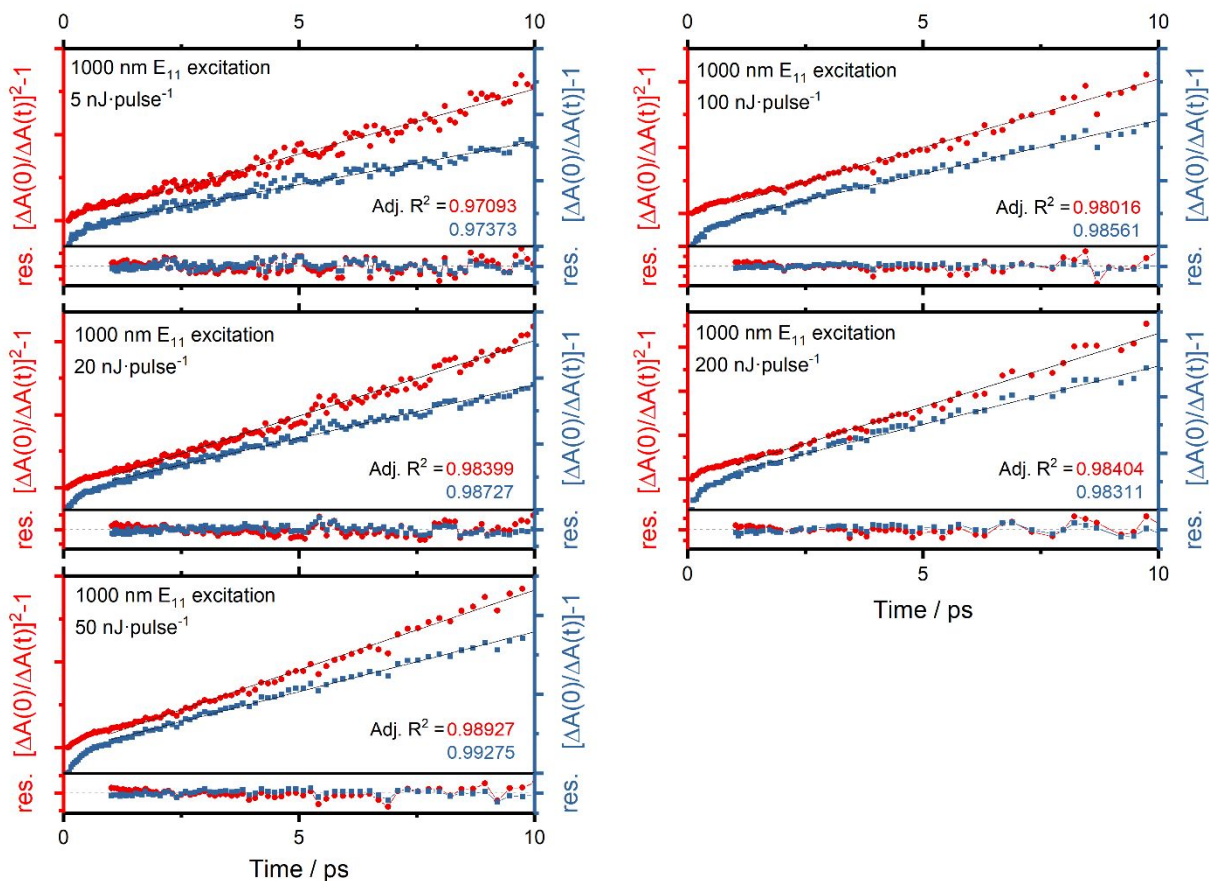 0 5 10
[ΔA(0)/ΔA(t)]²-1
1000 nm E₁₁ excitation
5 nJ·pulse⁻¹
Adj. R² = 0.97093
0.97373
[ΔA(0)/ΔA(t)]-1
res.
res.
[ΔA(0)/ΔA(t)]²-1
1000 nm E₁₁ excitation
20 nJ·pulse⁻¹
Adj. R² = 0.98399
0.98727
[ΔA(0)/ΔA(t)]-1
res.
res.
[ΔA(0)/ΔA(t)]²-1
1000 nm E₁₁ excitation
50 nJ·pulse⁻¹
Adj. R² = 0.98927
0.99275
[ΔA(0)/ΔA(t)]-1
res.
res.
0 5 10
Time / ps
0 5 10
[ΔA(0)/ΔA(t)]²-1
1000 nm E₁₁ excitation
100 nJ·pulse⁻¹
Adj. R² = 0.98016
0.98561
[ΔA(0)/ΔA(t)]-1
res.
res.
[ΔA(0)/ΔA(t)]²-1
1000 nm E₁₁ excitation
200 nJ·pulse⁻¹
Adj. R² = 0.98404
0.98311
[ΔA(0)/ΔA(t)]-1
res.
res.
0 5 10
Time / ps